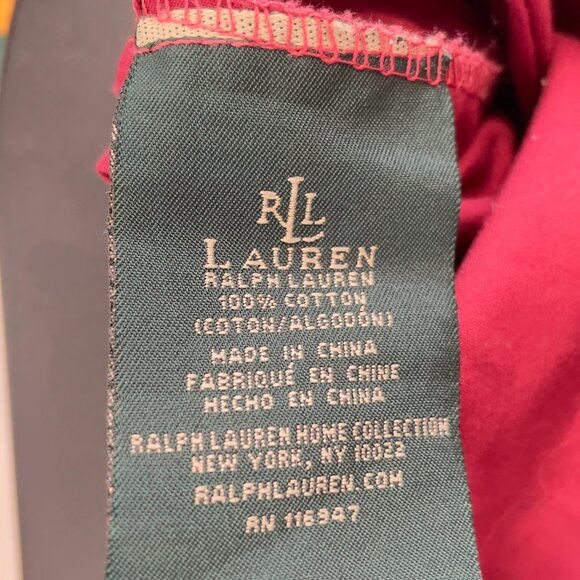 RLL
LAUREN
RALPH LAUREN
100% COTTON
(COTON/ALGODÓN)
MADE IN CHINA
FABRIQUÉ EN CHINE
HECHO EN CHINA
RALPH LAUREN HOME COLLECTION
NEW YORK, NY 10022
RALPHLAUREN.COM
RN 116947